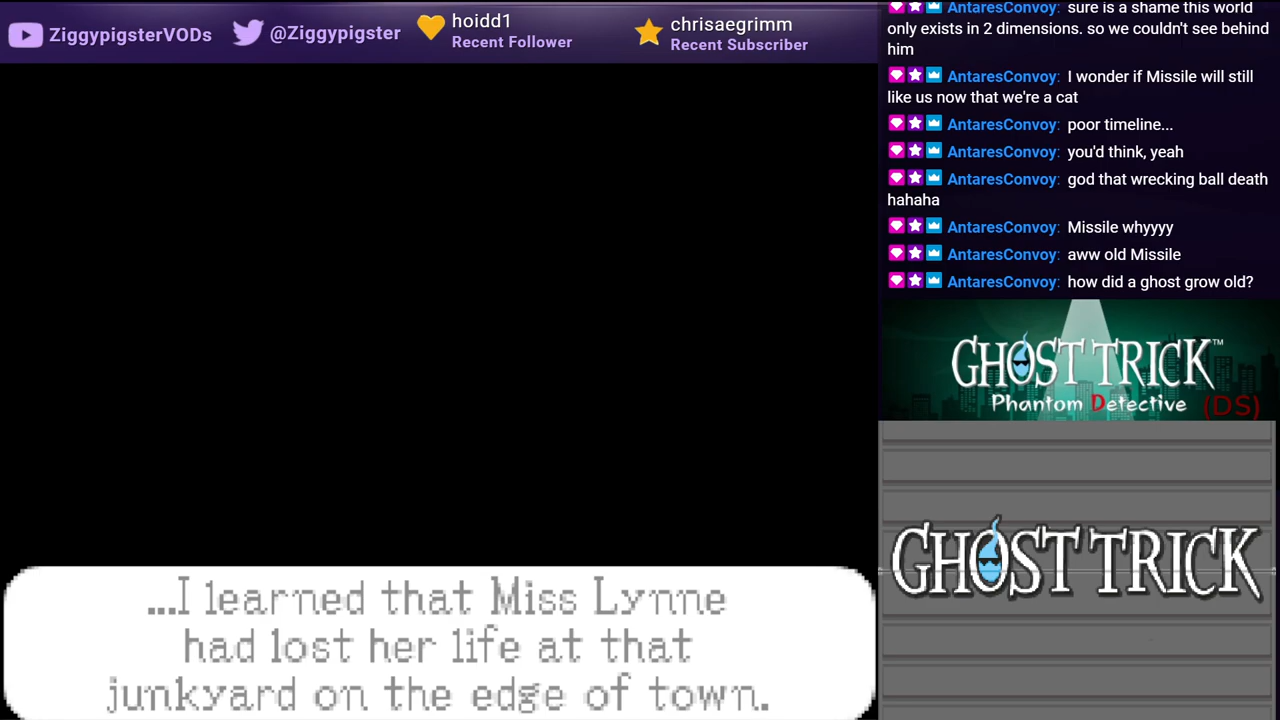 ZiggypigsterVODs
@Ziggypigster
hoidd1
Recent Follower
chrisaegrimm
Recent Subscriber
sure is a shame this world
only exists in 2 dimensions. so we couldn't see behind
him
AntaresConvoy: I wonder if Missile will still
like us now that we're a cat
AntaresConvoy: poor timeline...
AntaresConvoy: you'd think, yeah
AntaresConvoy: god that wrecking ball death
hahaha
AntaresConvoy: Missile whyyyy
AntaresConvoy: aww old Missile
AntaresConvoy: how did a ghost grow old?
GHOST TRICK™
Phantom Detective (DS)
GHOST TRICK
...I learned that Miss Lynne
had lost her life at that
junkyard on the edge of town.